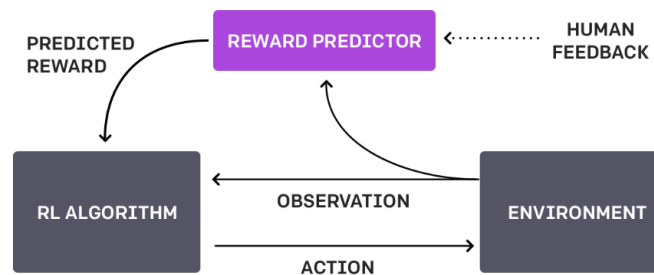 PREDICTED
REWARD
REWARD PREDICTOR
HUMAN
FEEDBACK
RL ALGORITHM
OBSERVATION
ENVIRONMENT
ACTION